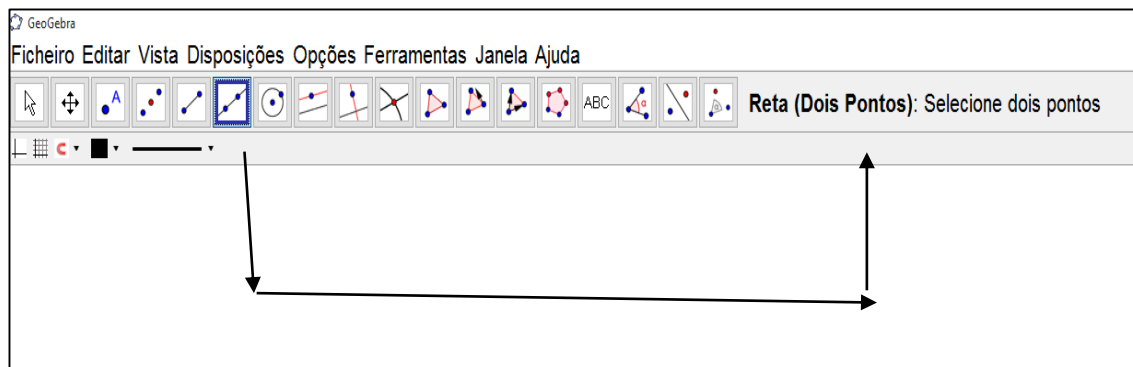 GeoGebra
Ficheiro Editar Vista Disposições Opções Ferramentas Janela Ajuda
A ABC α α Reta (Dois Pontos): Selecione dois pontos